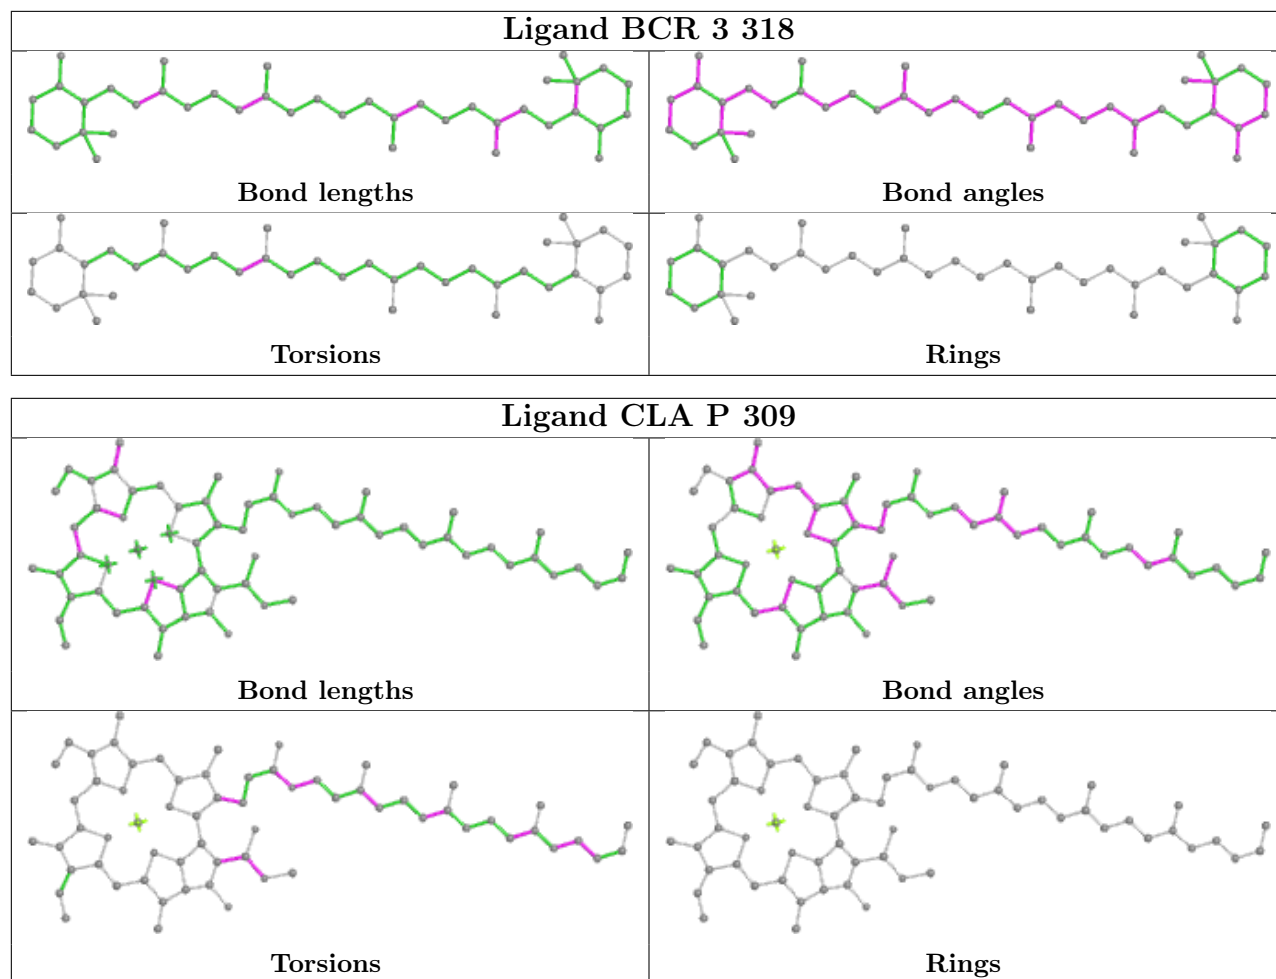 Ligand BCR 3 318
Bond lengths
Bond angles
Torsions
Rings
Ligand CLA P 309
Bond lengths
Bond angles
Torsions
Rings